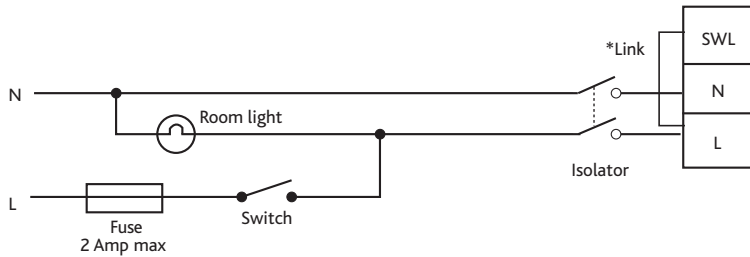 SWL
*Link
N
N
Room light
L
Isolator
L
Switch
Fuse
2 Amp max